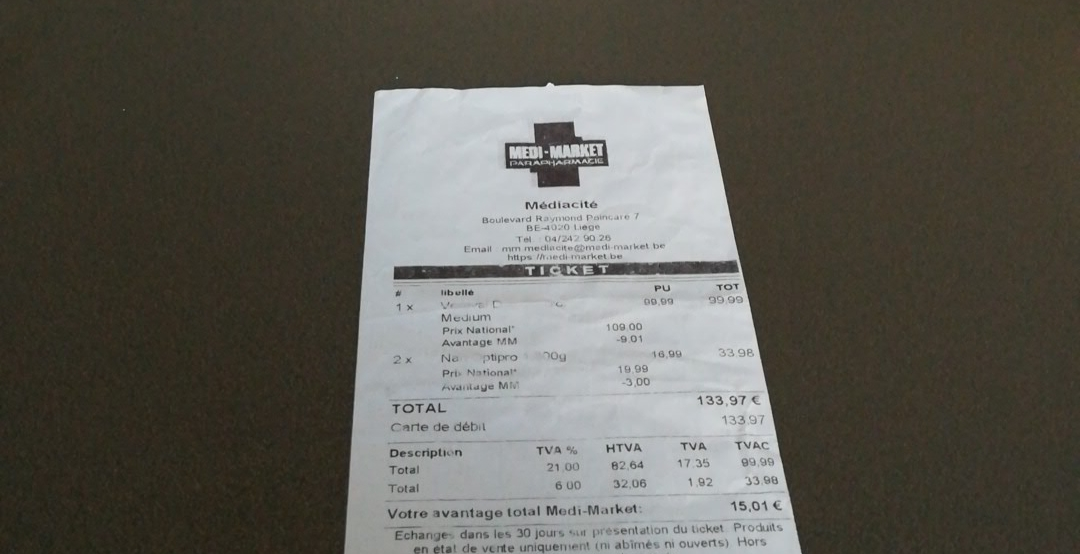 MEDI-MARKET
PARAPHARMACIE
Médiacité
Boulevard Raymond Poincare 7
BE-4020 Liege
Tel 04/242 90 26
Email mm mediacite@medi-market be
https //medi-market.be
TICKET
# libellé PU TOT
1 x 99,99 99,99
Medium
Prix National* 109,00
Avantage MM -9,01
2 x 16,99 33,98
Prix National* 19,99
Avantage MM -3,00
TOTAL 133,97 €
Carte de débit 133,97
Description TVA % HTVA TVA TVAC
Total 21,00 82,64 17,35 99,99
Total 6 00 32,06 1,92 33,98
Votre avantage total Medi-Market: 15,01 €
Echanges dans les 30 jours sur présentation du ticket Produits
en état de vente uniquement (ni abîmés ni ouverts) Hors